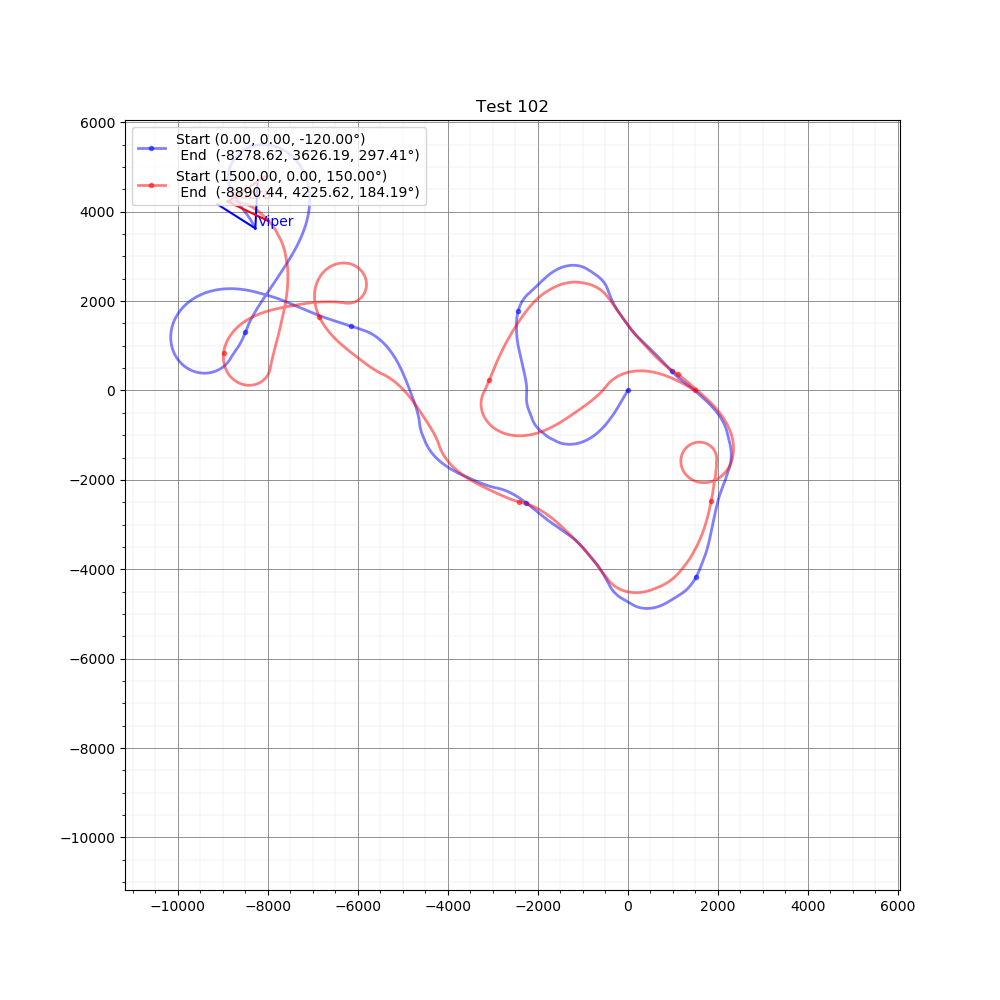 Test 102
Start (0.00, 0.00, -120.00°)
End  (-8278.62, 3626.19, 297.41°)
Start (1500.00, 0.00, 150.00°)
End  (-8890.44, 4225.62, 184.19°)
Viper
6000
4000
2000
0
−2000
−4000
−6000
−8000
−10000
−10000 −8000 −6000 −4000 −2000 0 2000 4000 6000